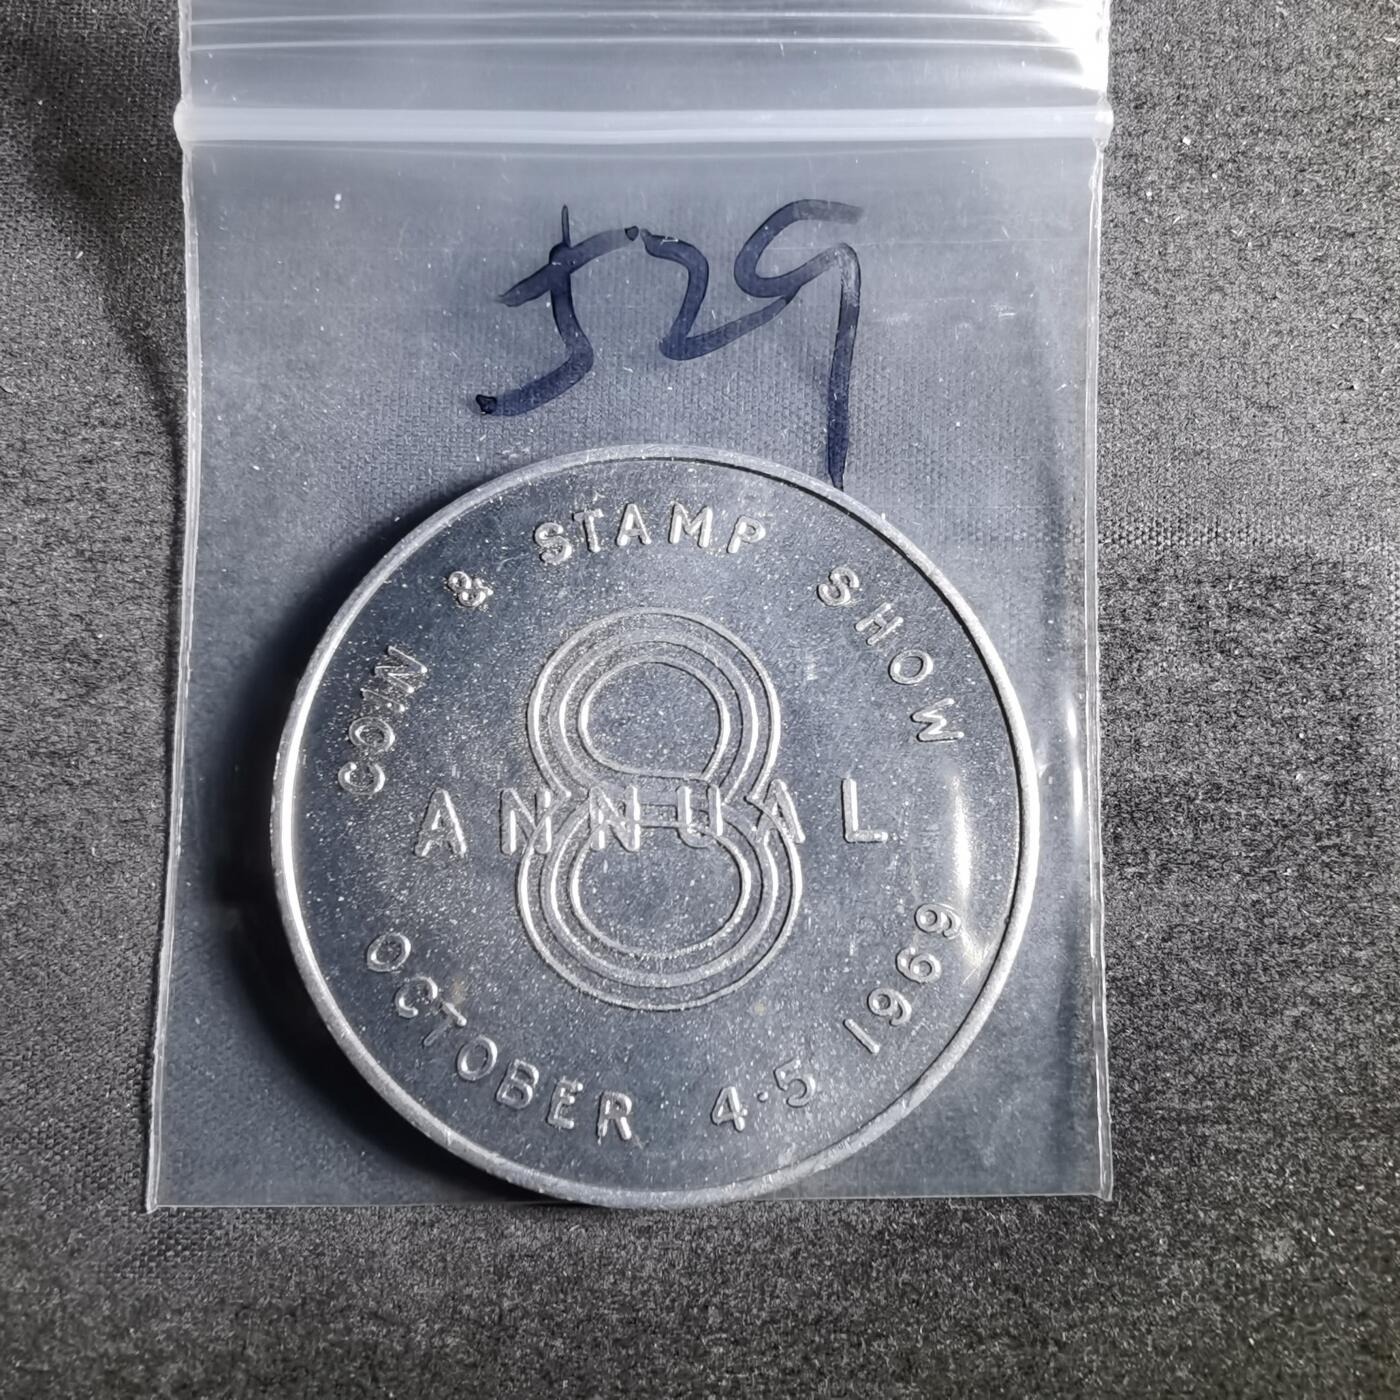 529
COIN & STAMP SHOW
8
ANNUAL
OCTOBER 4·5 1969